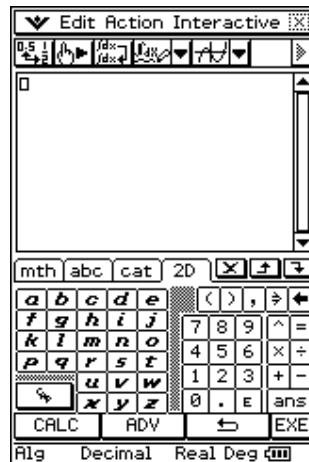 Edit Action Interactive
mth abc cat 2D
a b c d e ( ) , ⇒
f g h i j 7 8 9 ^ =
k l m n o 4 5 6 × ÷
p q r s t 1 2 3 + −
u v w 0 . E ans
x y z
CALC ADV EXE
Alg Decimal Real Deg